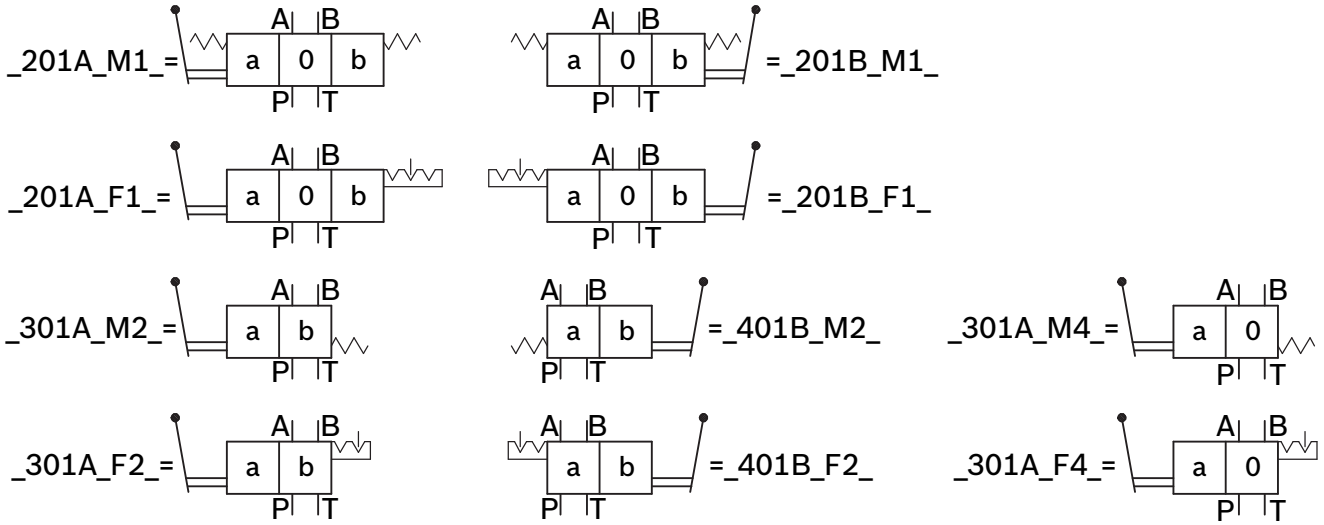 A B A B
_201A_M1_= a 0 b a 0 b =_201B_M1_
P T P T
A B A B
_201A_F1_= a 0 b a 0 b =_201B_F1_
P T P T
A B A B A B
_301A_M2_= a b a b =_401B_M2_ _301A_M4_= a 0
P T P T P T
A B A B A B
_301A_F2_= a b a b =_401B_F2_ _301A_F4_= a 0
P T P T P T